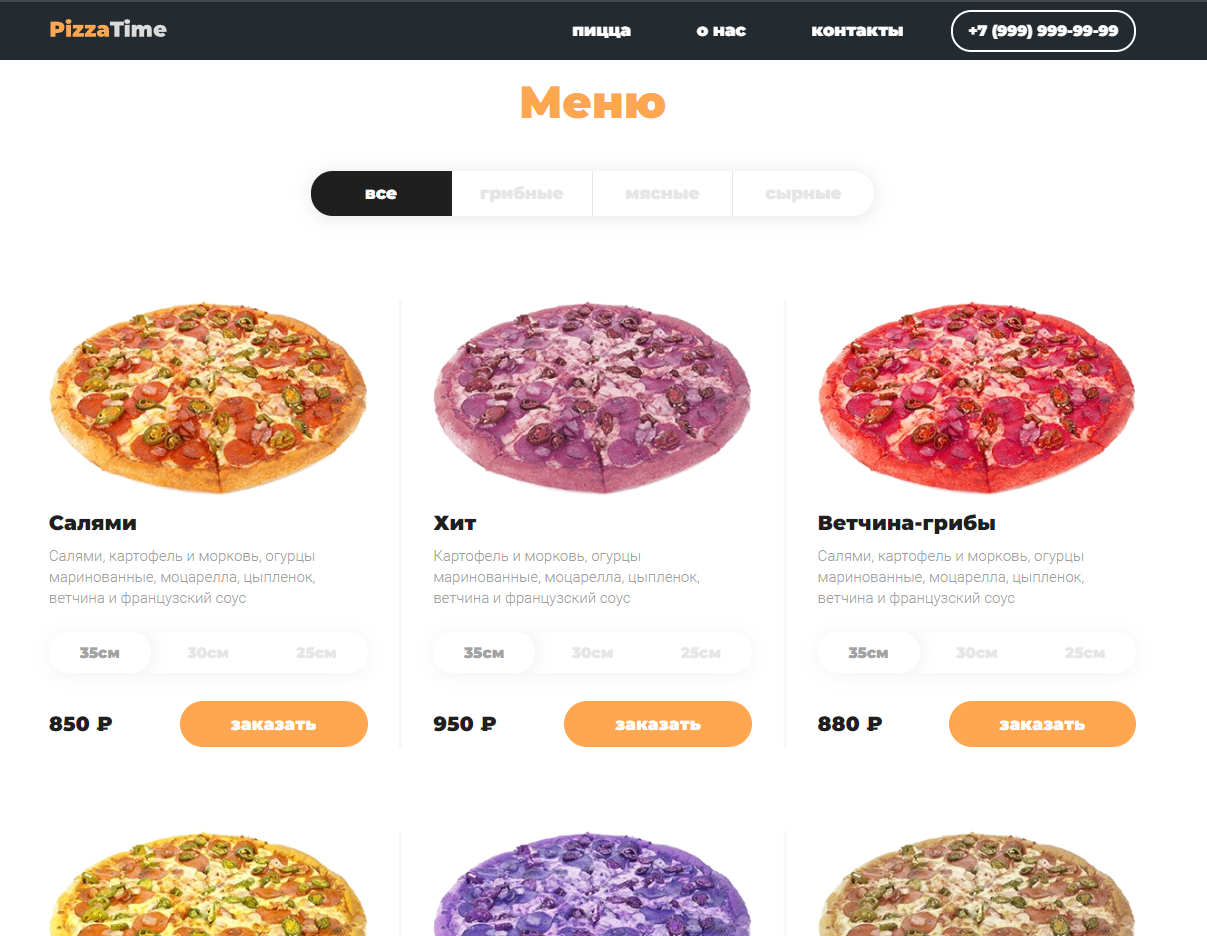 PizzaTime
пицца
о нас
контакты
+7 (999) 999-99-99
Меню
все
грибные
мясные
сырные
Салями
Салями, картофель и морковь, огурцы
маринованные, моцарелла, цыпленок,
ветчина и французский соус
35см
30см
25см
850 ₽
заказать
Хит
Картофель и морковь, огурцы
маринованные, моцарелла, цыпленок,
ветчина и французский соус
35см
30см
25см
950 ₽
заказать
Ветчина-грибы
Салями, картофель и морковь, огурцы
маринованные, моцарелла, цыпленок,
ветчина и французский соус
35см
30см
25см
880 ₽
заказать